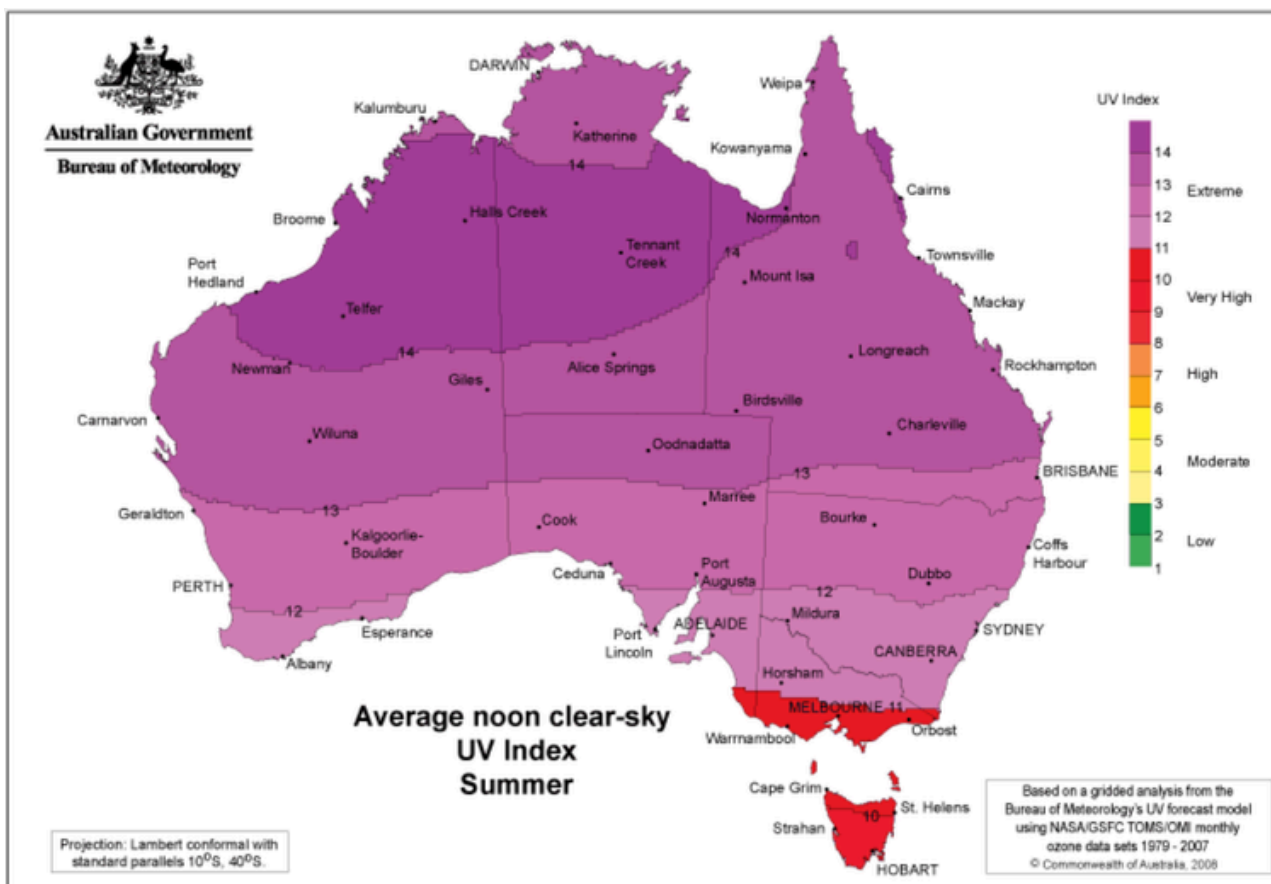 Australian Government
Bureau of Meteorology
DARWIN
Weipa
UV Index
Kalumburu
Katherine
Kowanyama
14
14
13
Extreme
12
11
10
Very High
9
8
7
High
6
5
Moderate
4
3
2
Low
1
Cairns
Broome
Halls Creek
Normanton
Tennant
Creek
14
Townsville
Port
Hedland
Mount Isa
Mackay
Telfer
14
Longreach
Newman
Alice Springs
Rockhampton
Giles
Birdsville
Carnarvon
Charleville
Wiluna
Oodnadatta
13
BRISBANE
Marree
Geraldton
13
Cook
Bourke
Kalgoorlie-
Boulder
Coffs
Harbour
Ceduna
Port
Augusta
Dubbo
PERTH
12
12
Mildura
Esperance
Port
Lincoln
ADELAIDE
SYDNEY
Albany
CANBERRA
Horsham
MELBOURNE 11
Orbost
Warrnambool
Average noon clear-sky
UV Index
Summer
Cape Grim
St. Helens
10
Strahan
HOBART
Projection: Lambert conformal with
standard parallels 10ºS, 40ºS.
Based on a gridded analysis from the
Bureau of Meteorology's UV forecast model
using NASA/GSFC TOMS/OMI monthly
ozone data sets 1979 - 2007
© Commonwealth of Australia, 2008